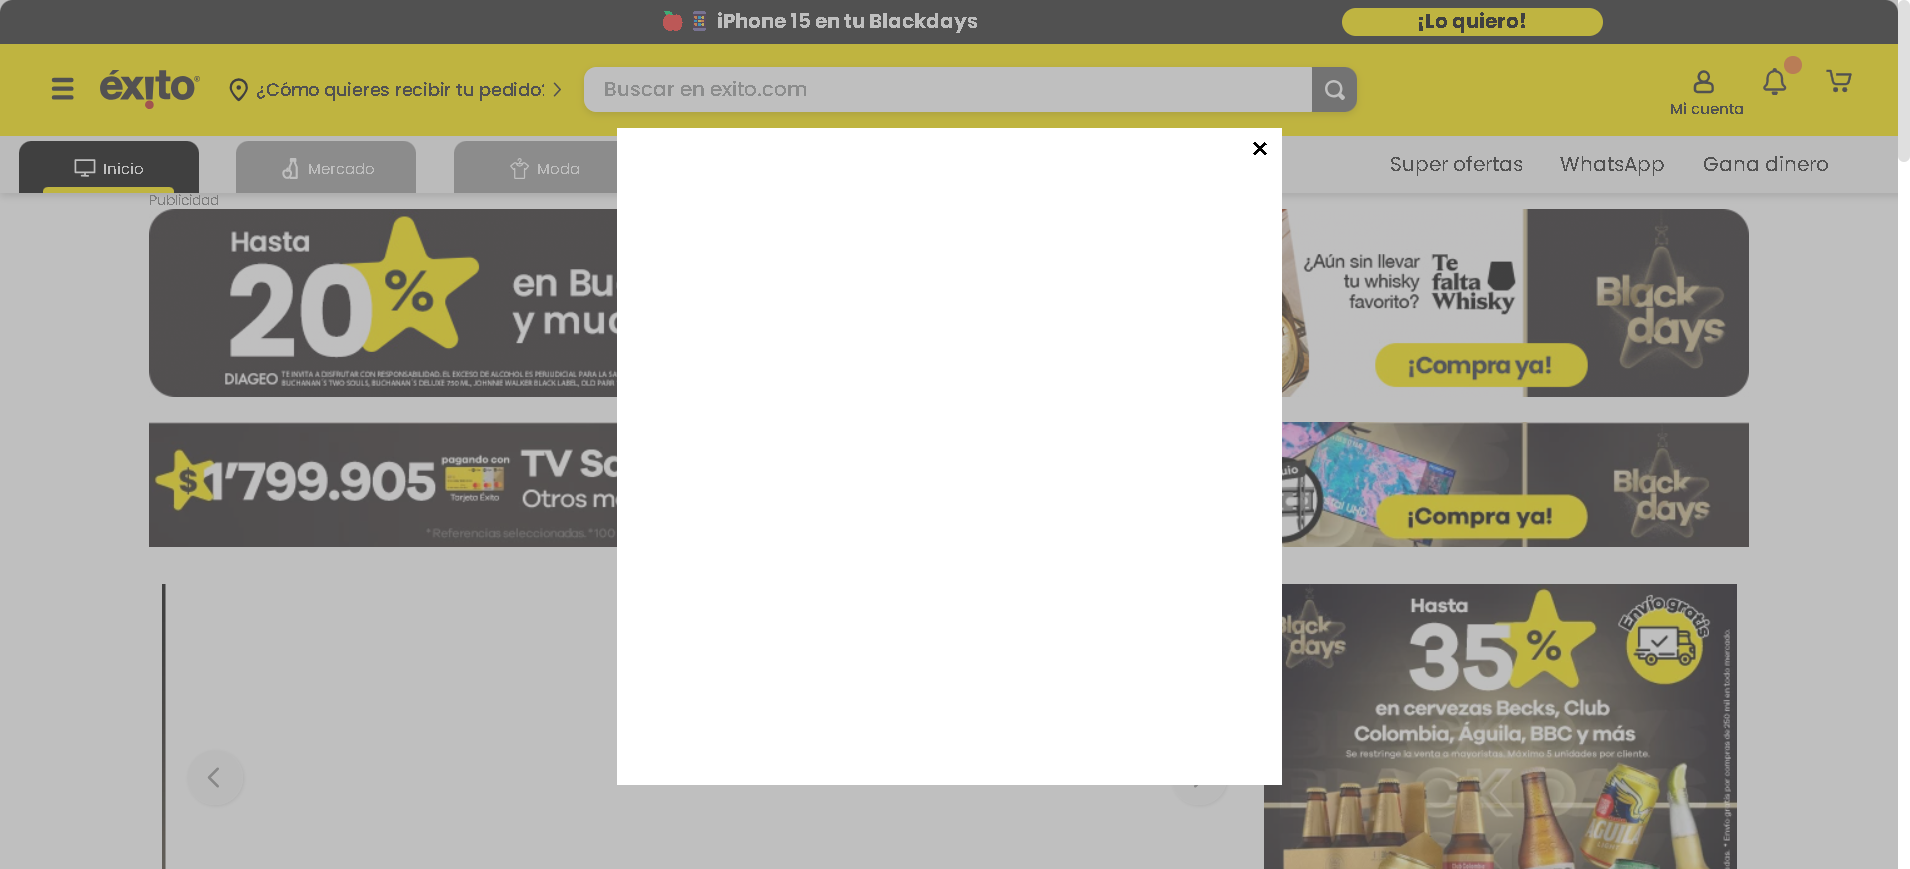 iPhone 15 en tu Blackdays
¡Lo quiero!
éxito
¿Cómo quieres recibir tu pedido?
Buscar en exito.com
Mi cuenta
Inicio
Mercado
Moda
Super ofertas
WhatsApp
Gana dinero
Publicidad
Hasta
20%
en Bu
y muc
DIAGEO
TE INVITA A DISFRUTAR CON RESPONSABILIDAD. EL EXCESO DE ALCOHOL ES PERJUDICIAL PARA LA SA
BUCHANAN'S TWO SOULS, BUCHANAN'S DELUXE 750 ML, JOHNNIE WALKER BLACK LABEL, OLD PARR
¿Aún sin llevar
tu whisky
favorito?
Te
falta
Whisky
¡Compra ya!
Black
days
$1'799.905
pagando con
Tarjeta Éxito
TV Sa
Otros m
*Referencias seleccionadas. *100
¡Compra ya!
Black
days
Black
days
Hasta
35%
Envío gratis
en cervezas Becks, Club
Colombia, Águila, BBC y más
Se restringe la venta a mayoristas. Máximo 5 unidades por cliente.
BLACK DA
AGUILA